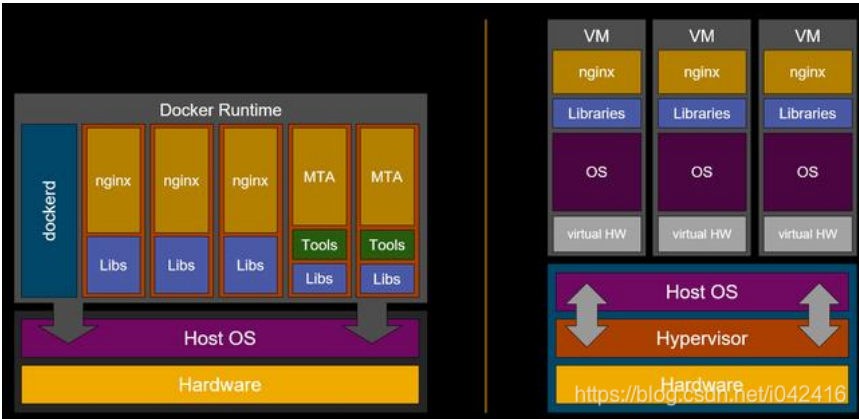 Docker Runtime
dockerd
nginx
Libs
nginx
Libs
nginx
Libs
MTA
Tools
Libs
MTA
Tools
Libs
Host OS
Hardware
VM
nginx
Libraries
OS
virtual HW
VM
nginx
Libraries
OS
virtual HW
VM
nginx
Libraries
OS
virtual HW
Host OS
Hypervisor
Hardware
https://blog.csdn.net/i042416